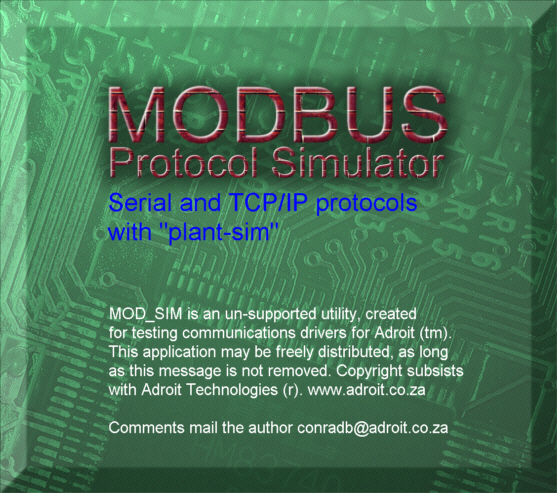 MODBUS
Protocol Simulator
Serial and TCP/IP protocols
with "plant-sim"
MOD_SIM is an un-supported utility, created
for testing communications drivers for Adroit (tm).
This application may be freely distributed, as long
as this message is not removed. Copyright subsists
with Adroit Technologies (r). www.adroit.co.za
Comments mail the author conradb@adroit.co.za